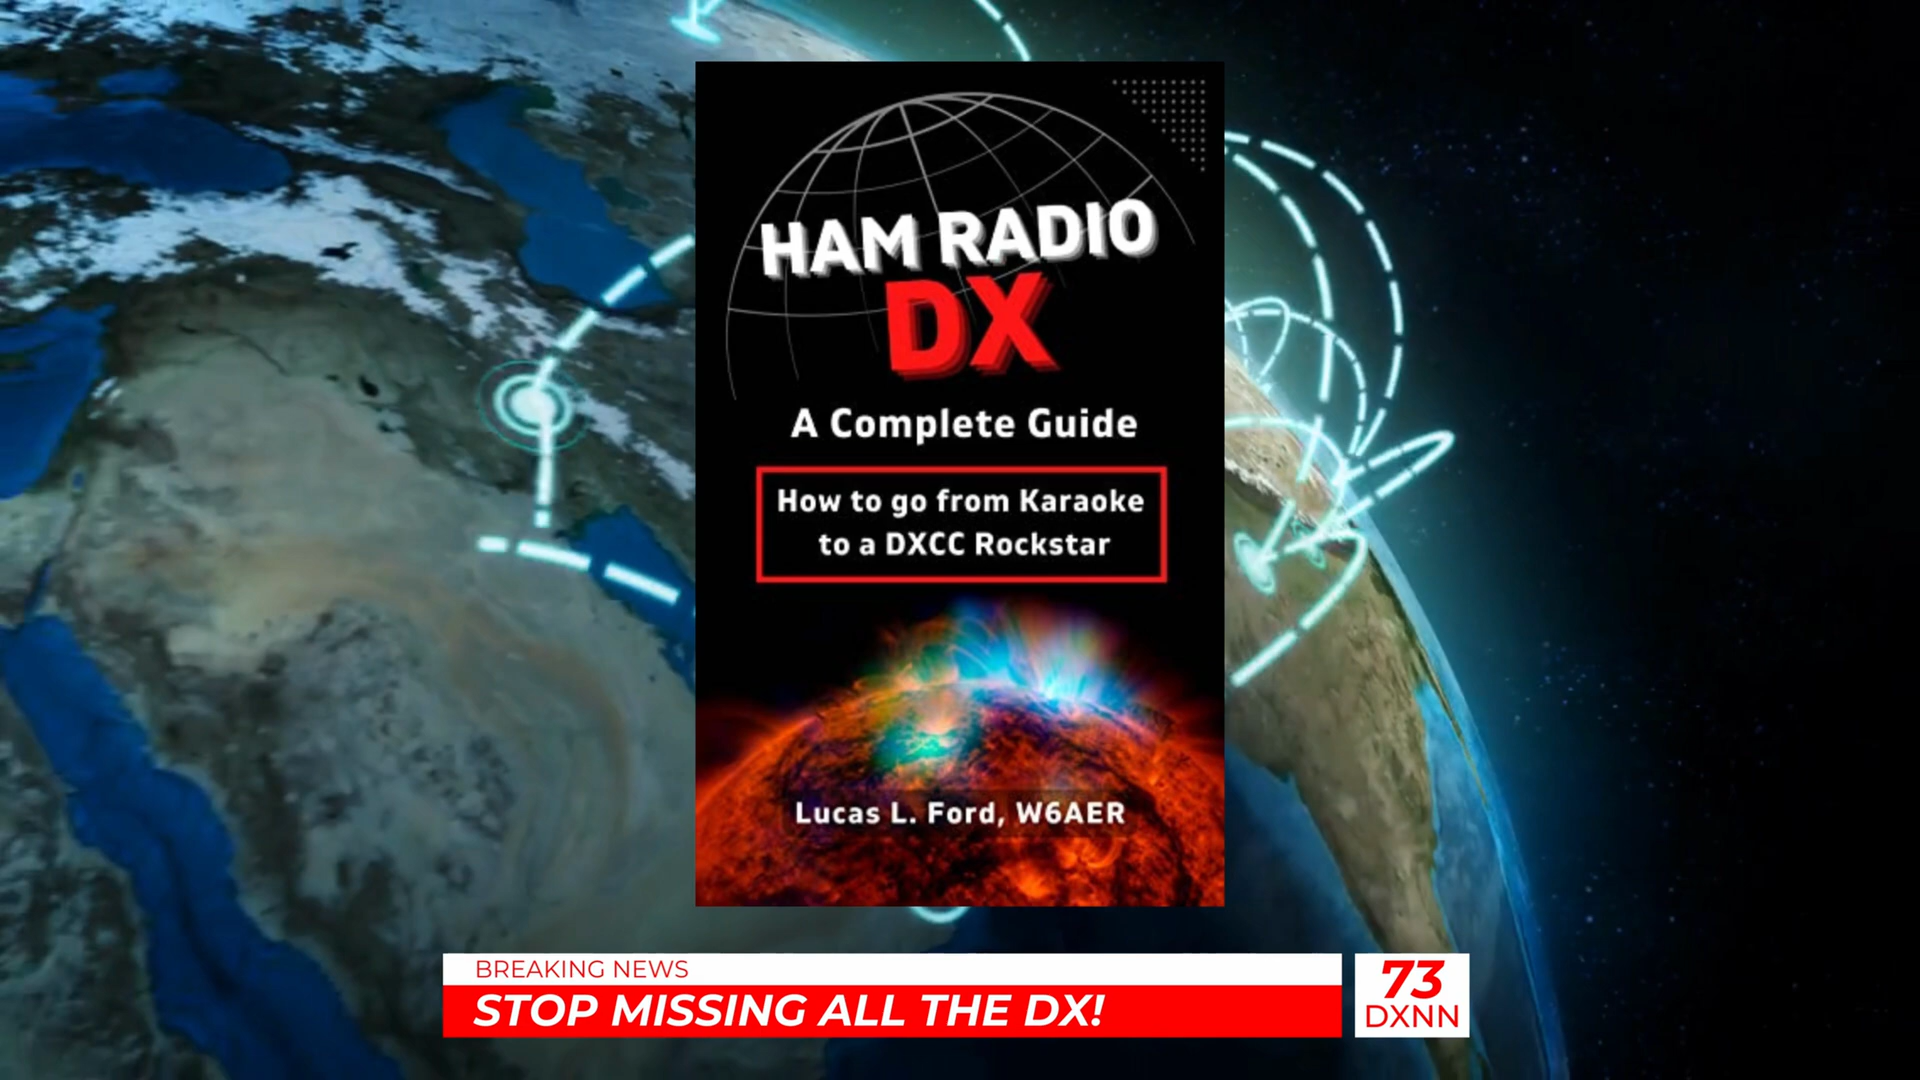 HAM RADIO
DX
A Complete Guide
How to go from Karaoke
to a DXCC Rockstar
Lucas L. Ford, W6AER
BREAKING NEWS
STOP MISSING ALL THE DX!
73
DXNN